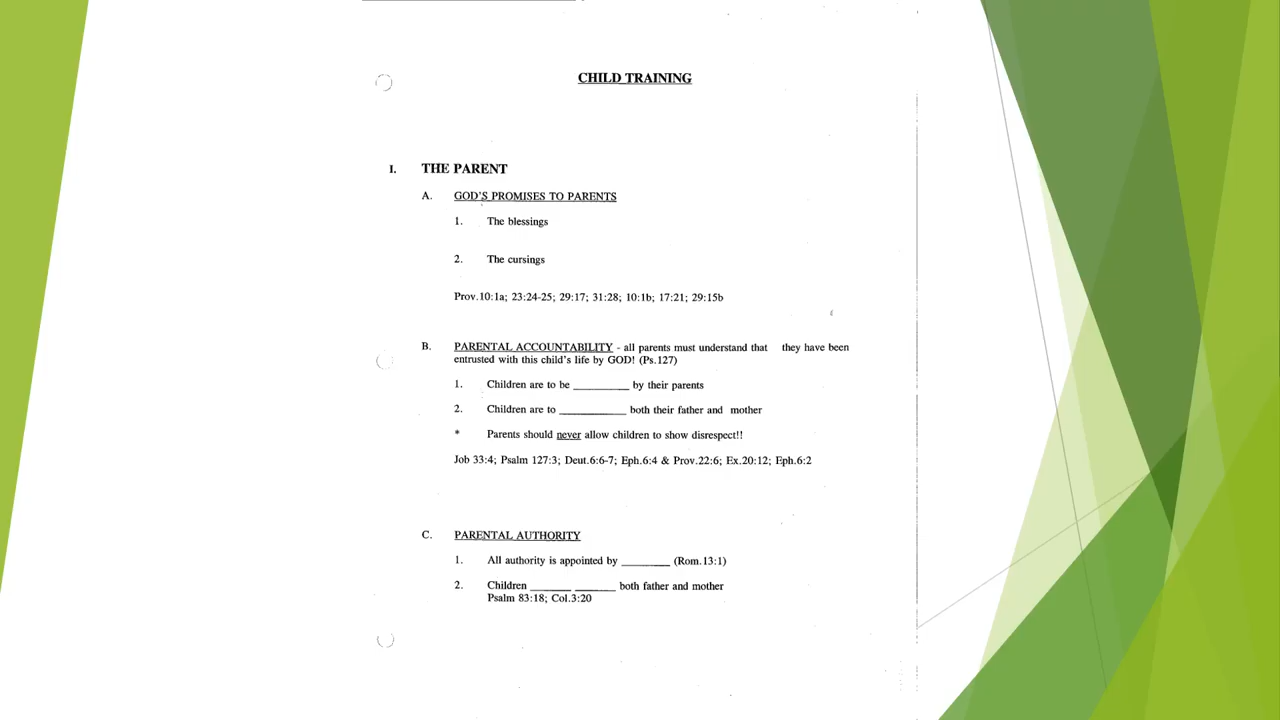 CHILD TRAINING
I. THE PARENT
A. GOD'S PROMISES TO PARENTS
1. The blessings
2. The cursings
Prov.10:1a; 23:24-25; 29:17; 31:28; 10:1b; 17:21; 29:15b
B. PARENTAL ACCOUNTABILITY - all parents must understand that they have been
entrusted with this child's life by GOD! (Ps.127)
1. Children are to be __________ by their parents
2. Children are to ____________ both their father and mother
* Parents should never allow children to show disrespect!!
Job 33:4; Psalm 127:3; Deut.6:6-7; Eph.6:4 & Prov.22:6; Ex.20:12; Eph.6:2
C. PARENTAL AUTHORITY
1. All authority is appointed by _________ (Rom.13:1)
2. Children _______ _______ both father and mother
Psalm 83:18; Col.3:20